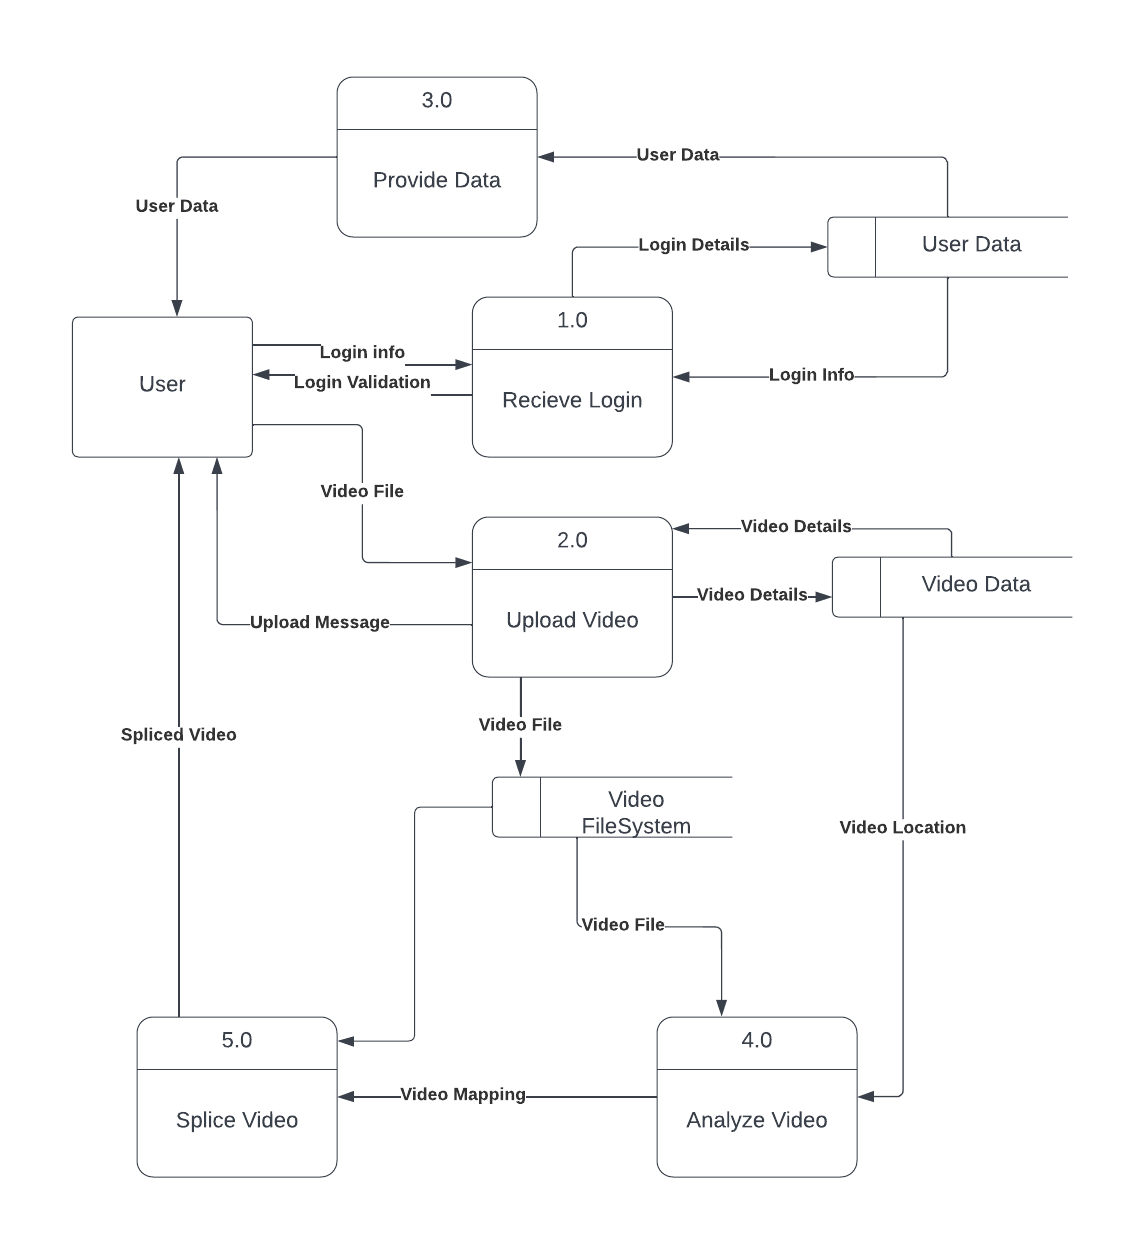 3.0
Provide Data
User Data
User Data
User Data
Login Details
1.0
Recieve Login
User
Login info
Login Validation
Login Info
Video File
2.0
Upload Video
Video Details
Video Details
Video Data
Upload Message
Video File
Spliced Video
Video
FileSystem
Video Location
Video File
5.0
Splice Video
Video Mapping
4.0
Analyze Video